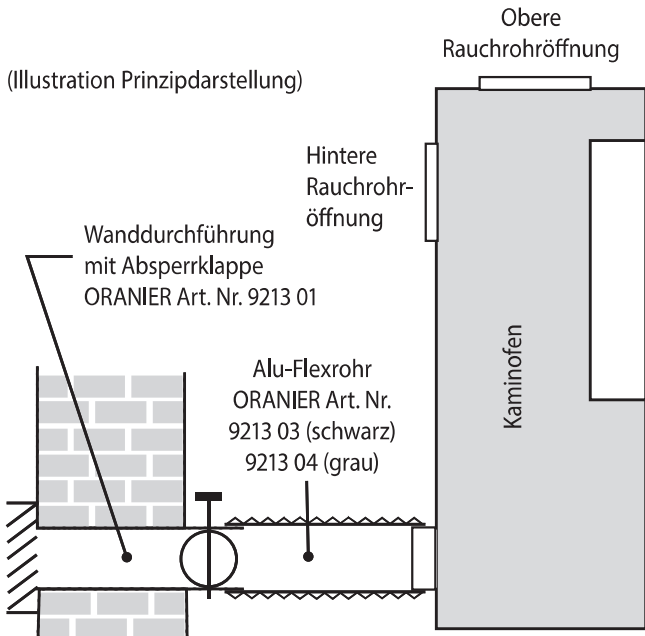 Obere
Rauchrohröffnung
(Illustration Prinzipdarstellung)
Hintere
Rauchrohr-
öffnung
Wanddurchführung
mit Absperrklappe
ORANIER Art. Nr. 9213 01
Alu-Flexrohr
ORANIER Art. Nr.
9213 03 (schwarz)
9213 04 (grau)
Kaminofen